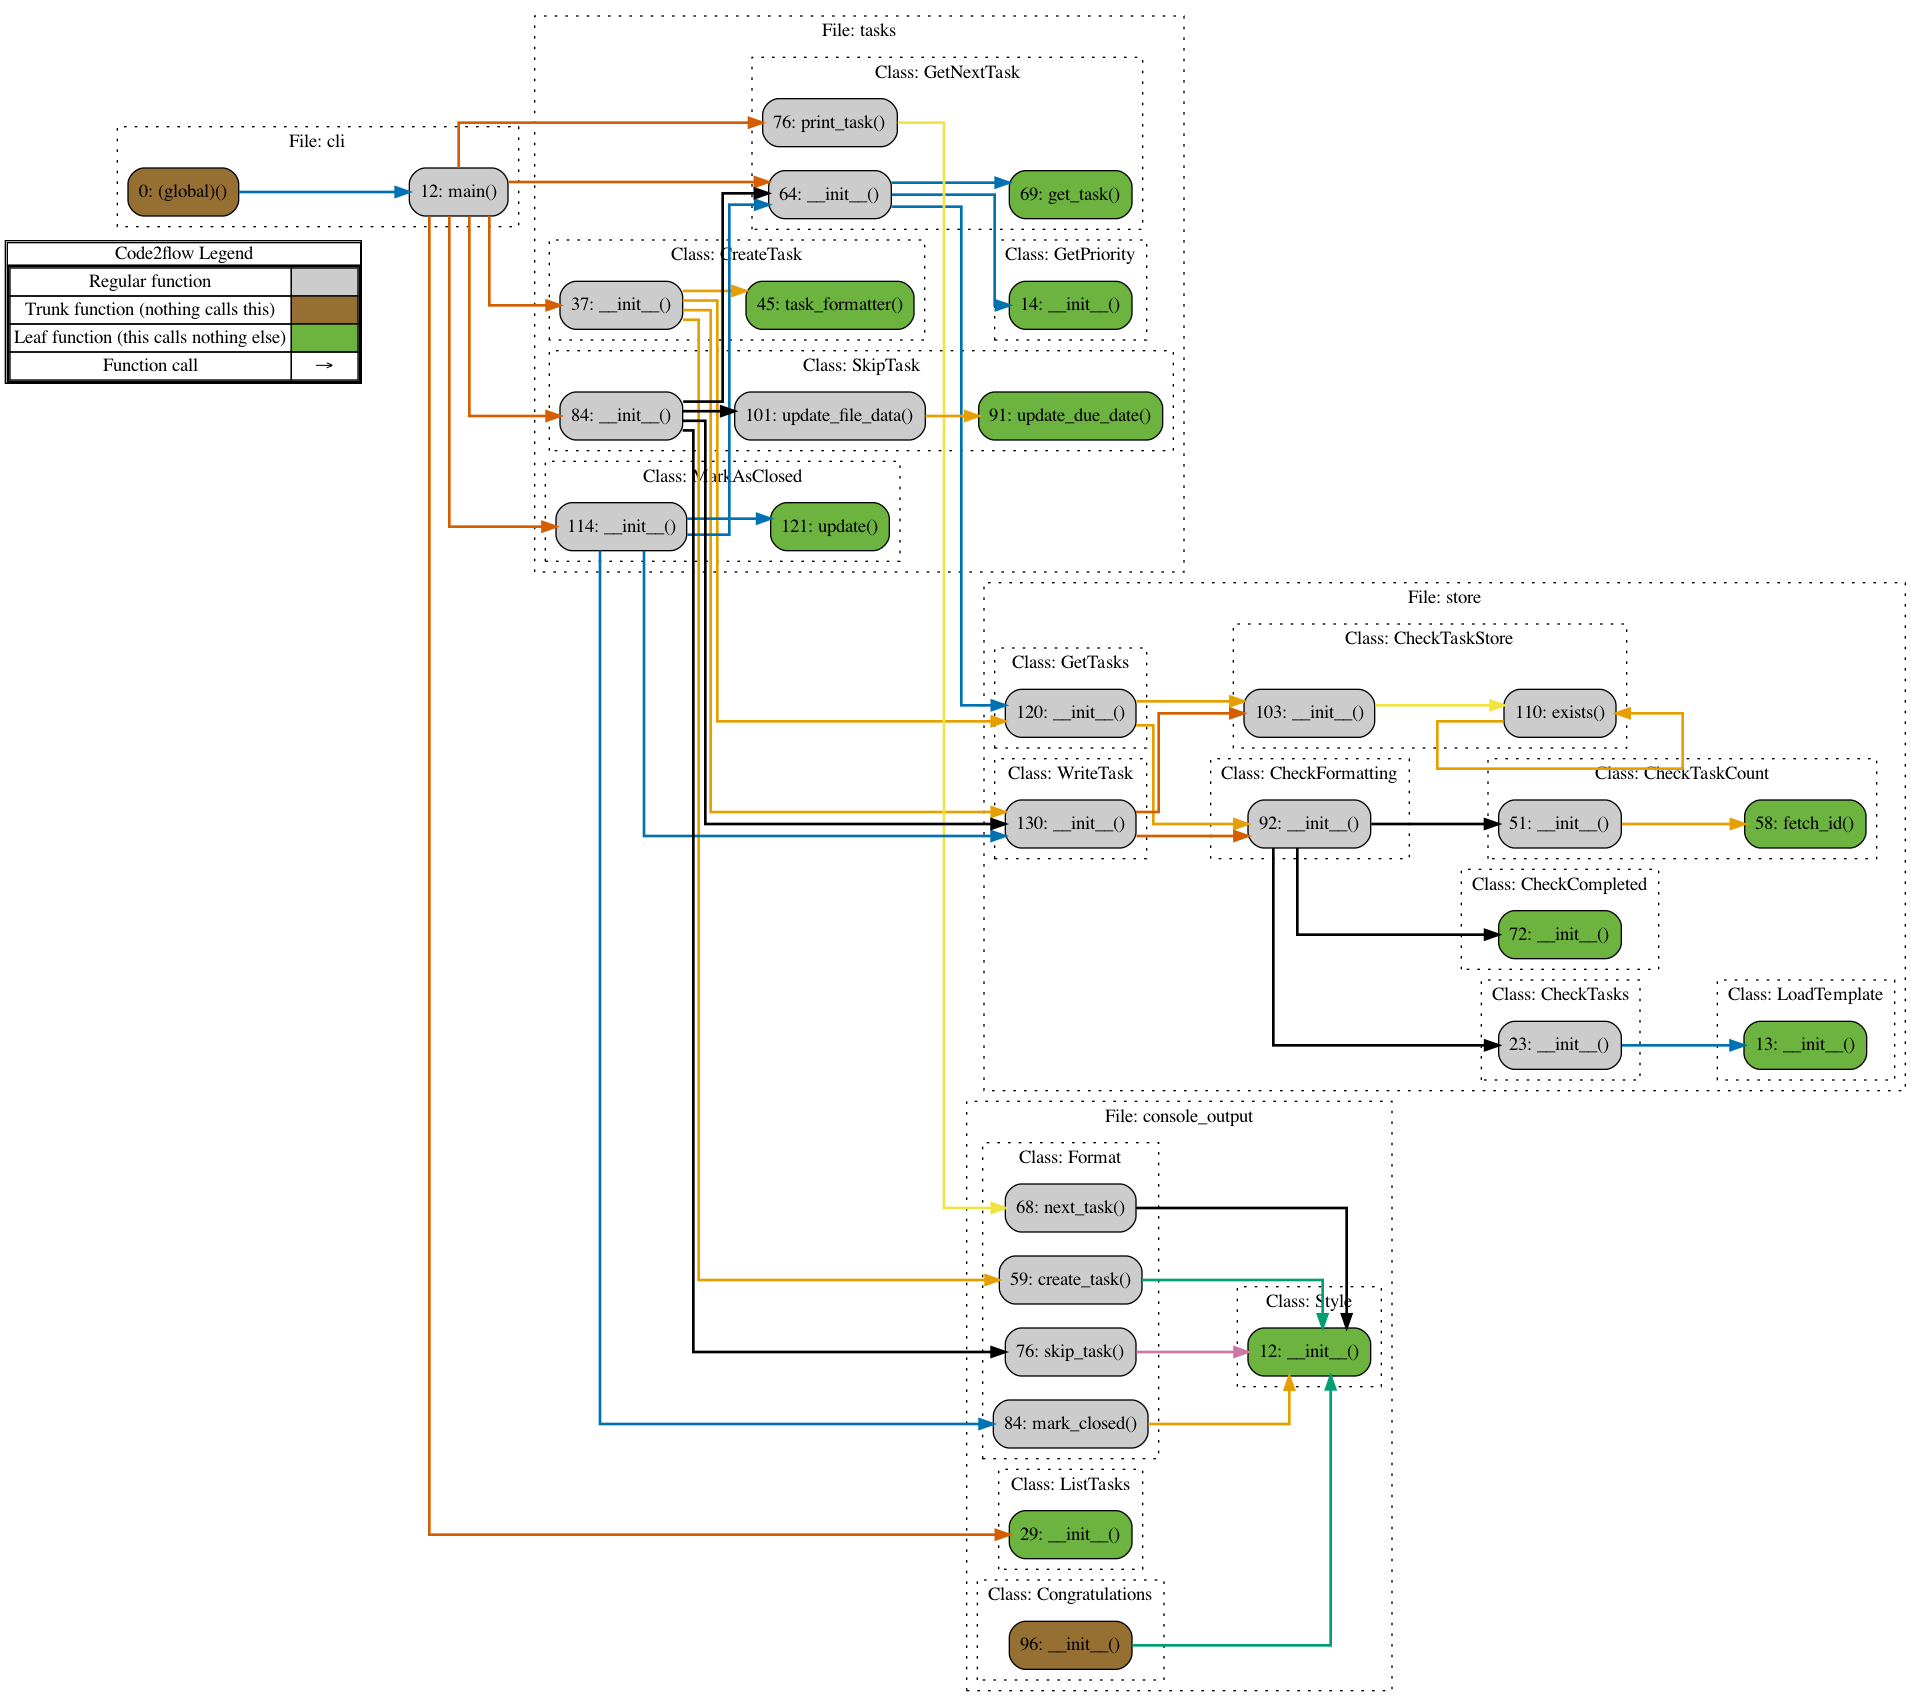 File: tasks
Class: GetNextTask
76: print_task()
File: cli
0: (global)()
12: main()
64: __init__()
69: get_task()
Code2flow Legend
Regular function
Trunk function (nothing calls this)
Leaf function (this calls nothing else)
Function call
→
Class: CreateTask
37: __init__()
45: task_formatter()
Class: GetPriority
14: __init__()
Class: SkipTask
84: __init__()
101: update_file_data()
91: update_due_date()
Class: MarkAsClosed
114: __init__()
121: update()
File: store
Class: GetTasks
120: __init__()
Class: CheckTaskStore
103: __init__()
110: exists()
Class: WriteTask
130: __init__()
Class: CheckFormatting
92: __init__()
Class: CheckTaskCount
51: __init__()
58: fetch_id()
Class: CheckCompleted
72: __init__()
Class: CheckTasks
23: __init__()
Class: LoadTemplate
13: __init__()
File: console_output
Class: Format
68: next_task()
59: create_task()
76: skip_task()
84: mark_closed()
Class: Style
12: __init__()
Class: ListTasks
29: __init__()
Class: Congratulations
96: __init__()